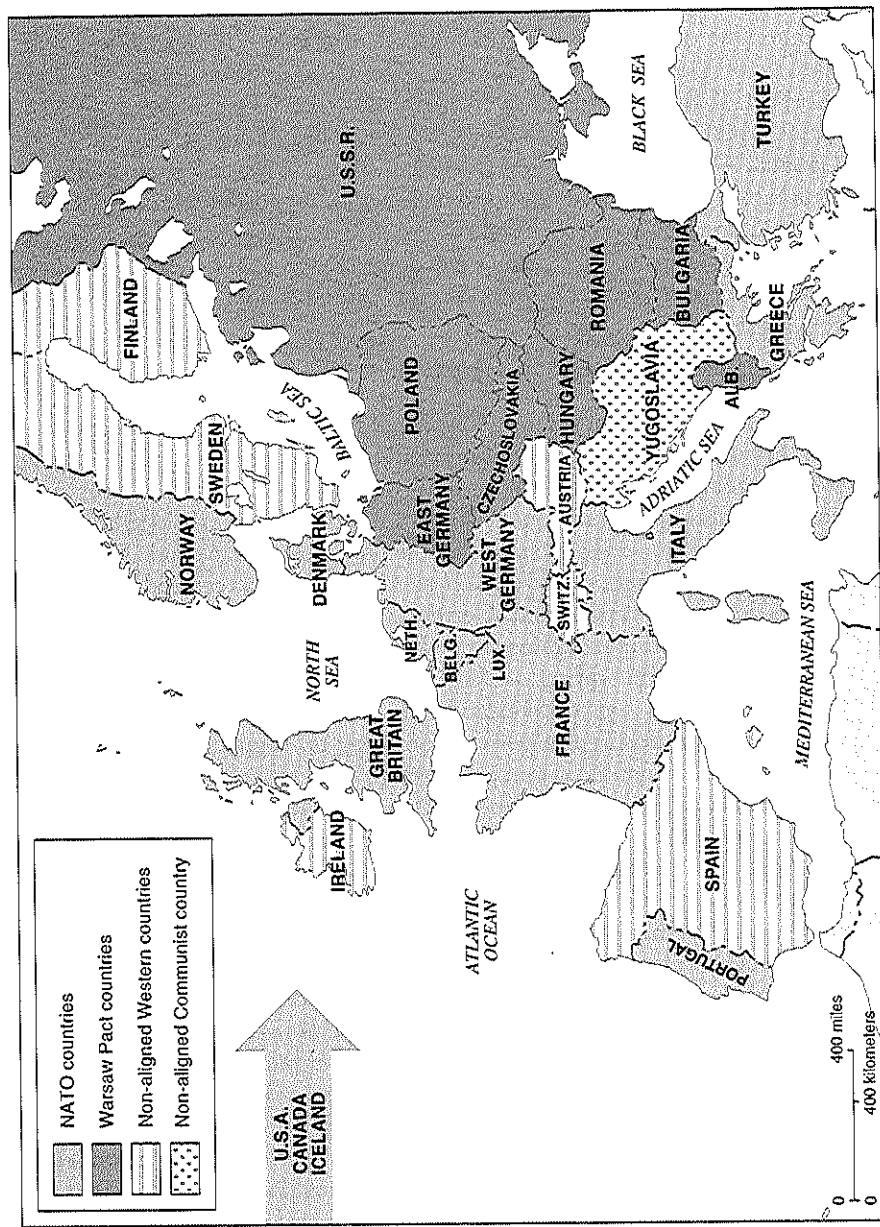 NATO countries
Warsaw Pact countries
Non-aligned Western countries
Non-aligned Communist country
U.S.A.
CANADA
ICELAND
ATLANTIC
OCEAN
NORTH
SEA
BALTIC SEA
BLACK SEA
ADRIATIC SEA
MEDITERRANEAN SEA
NORWAY
SWEDEN
FINLAND
U.S.S.R.
DENMARK
IRELAND
GREAT
BRITAIN
NETH.
BELG.
LUX.
EAST
GERMANY
WEST
GERMANY
POLAND
CZECHOSLOVAKIA
FRANCE
SWITZ.
AUSTRIA
HUNGARY
ROMANIA
BULGARIA
YUGOSLAVIA
ALB.
ITALY
GREECE
TURKEY
SPAIN
PORTUGAL
0
400 miles
0
400 kilometers